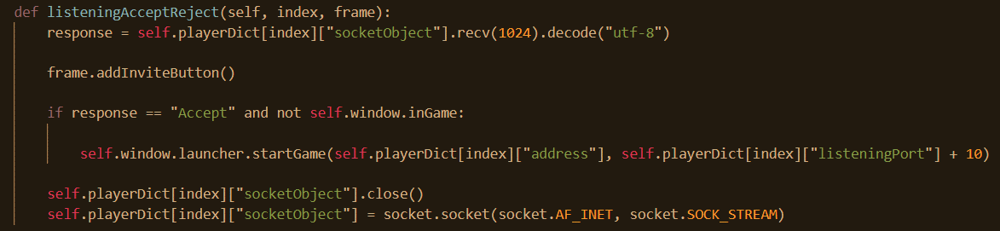 def listeningAcceptReject(self, index, frame):
response = self.playerDict[index]["socketObject"].recv(1024).decode("utf-8")
frame.addInviteButton()
if response == "Accept" and not self.window.inGame:
self.window.launcher.startGame(self.playerDict[index]["address"], self.playerDict[index]["listeningPort"] + 10)
self.playerDict[index]["socketObject"].close()
self.playerDict[index]["socketObject"] = socket.socket(socket.AF_INET, socket.SOCK_STREAM)